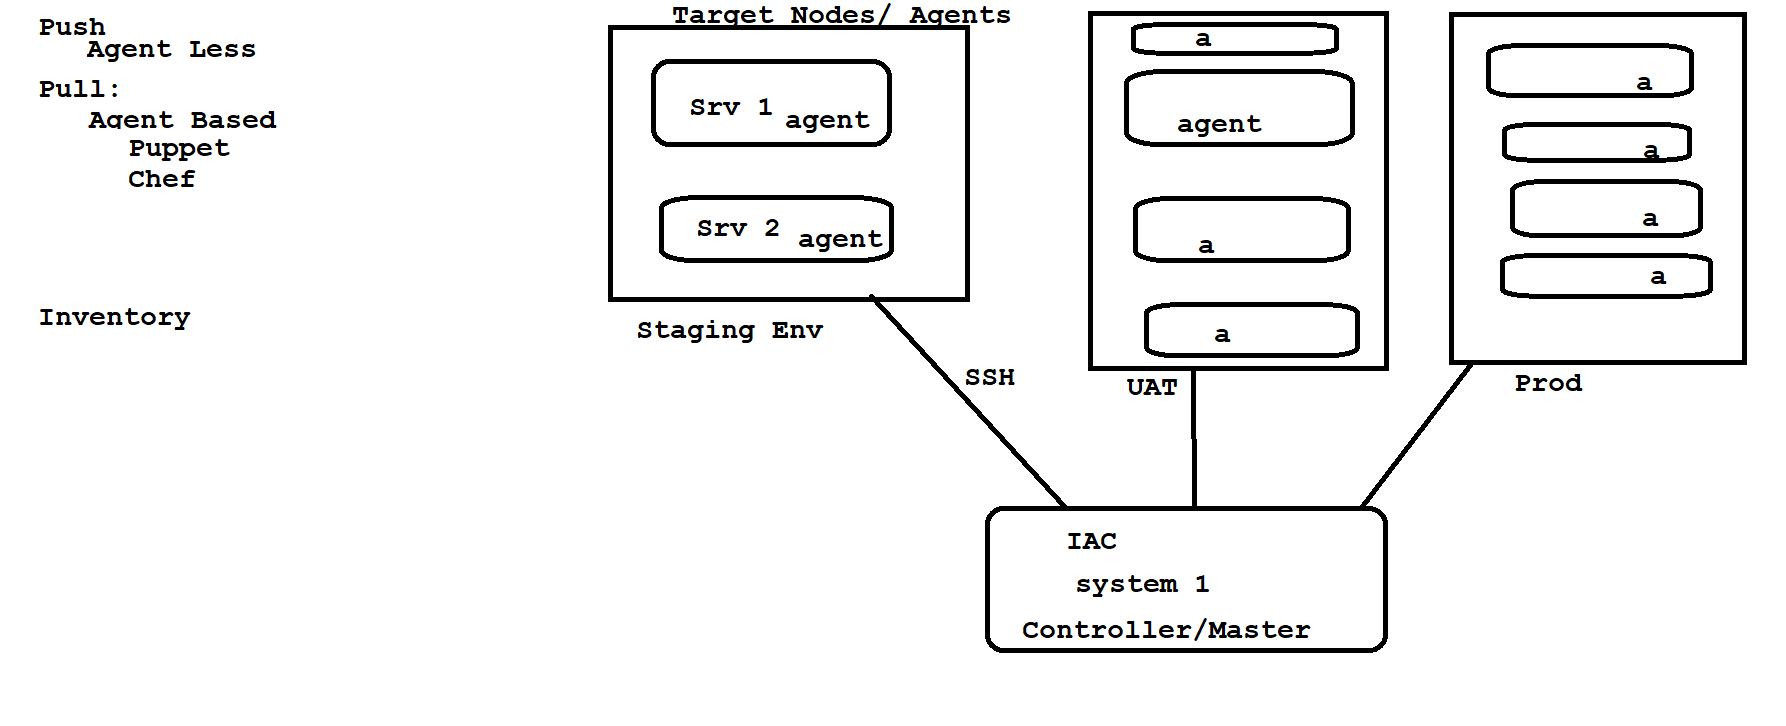 Push
Agent Less
Pull:
Agent Based
Puppet
Chef
Inventory
Target Nodes/ Agents
Srv 1 agent
Srv 2 agent
Staging Env
a
agent
a
a
UAT
a
a
a
a
Prod
SSH
IAC
system 1
Controller/Master